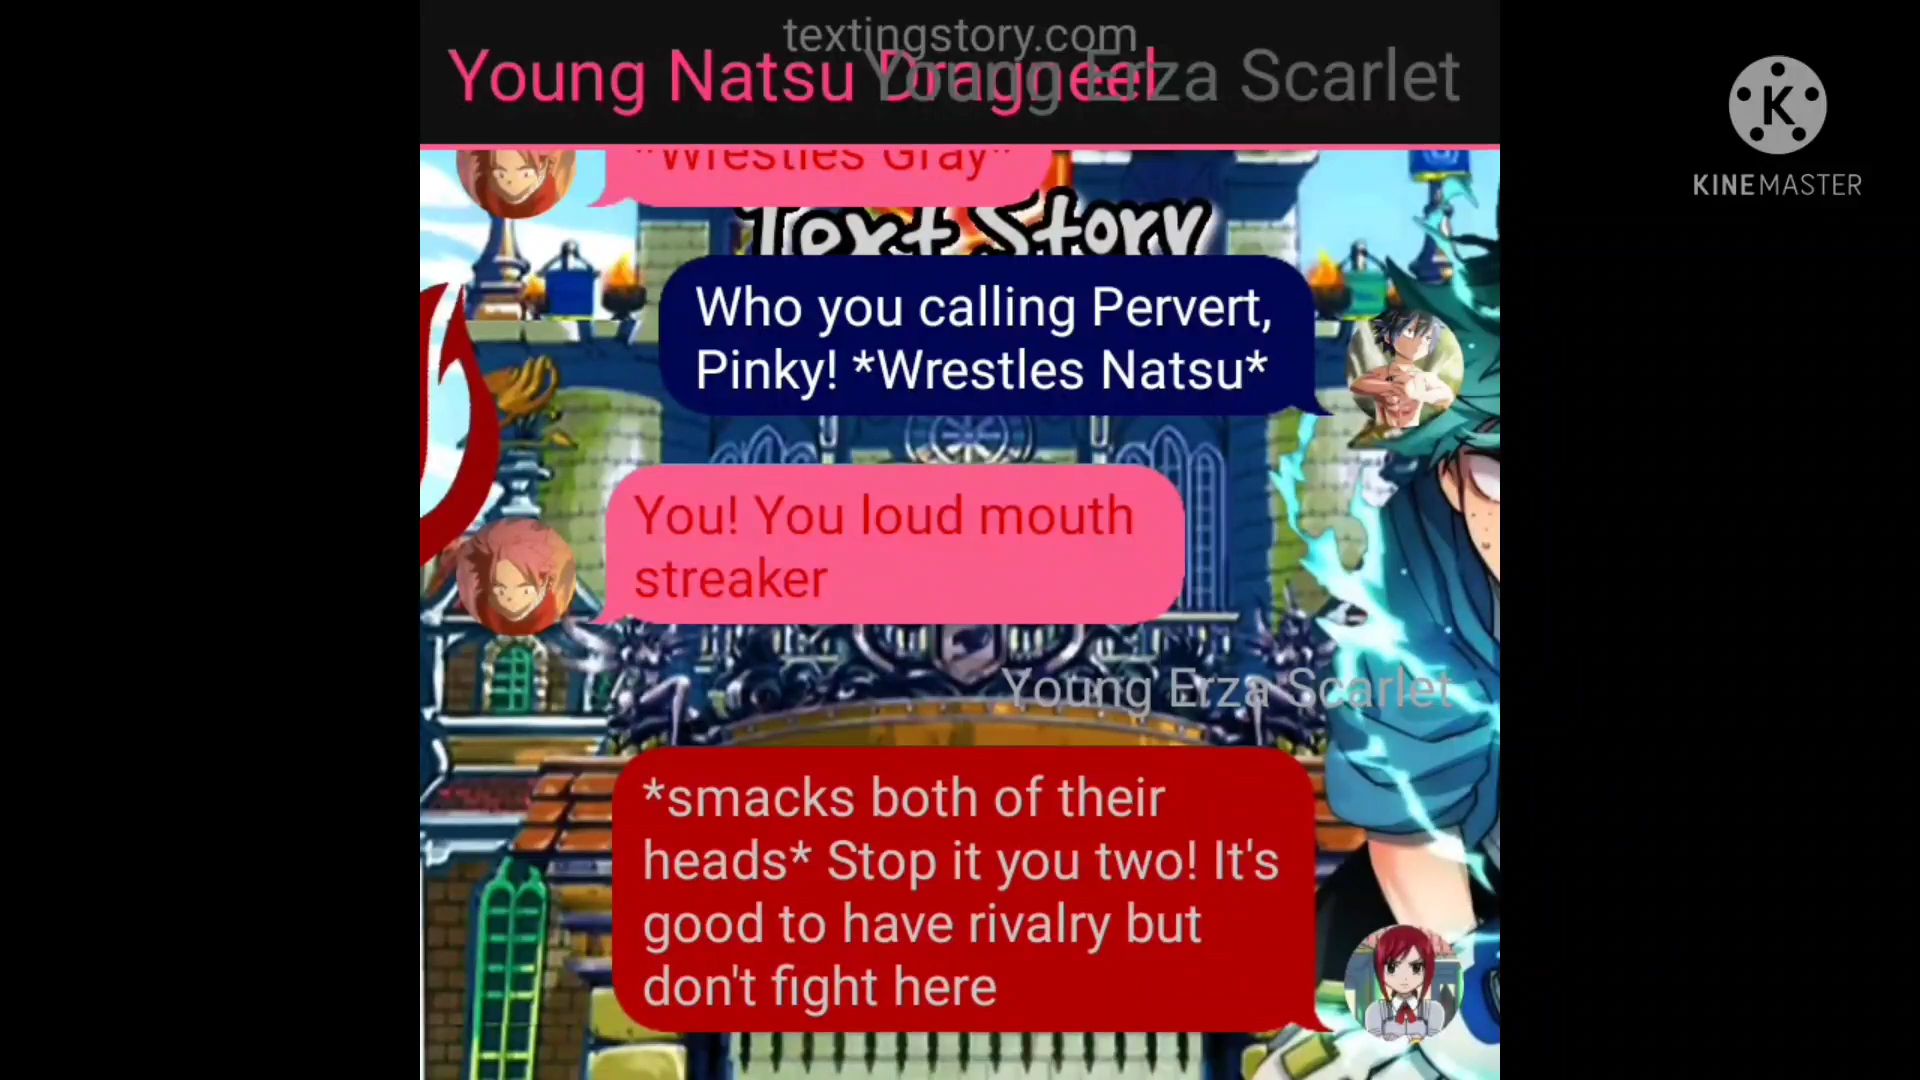 textingstory.com
Young Natsu Dragneel
Young Erza Scarlet
K
KINEMASTER
*Wrestles Gray*
Text Story
Who you calling Pervert,
Pinky! *Wrestles Natsu*
You! You loud mouth
streaker
Young Erza Scarlet
*smacks both of their
heads* Stop it you two! It's
good to have rivalry but
don't fight here